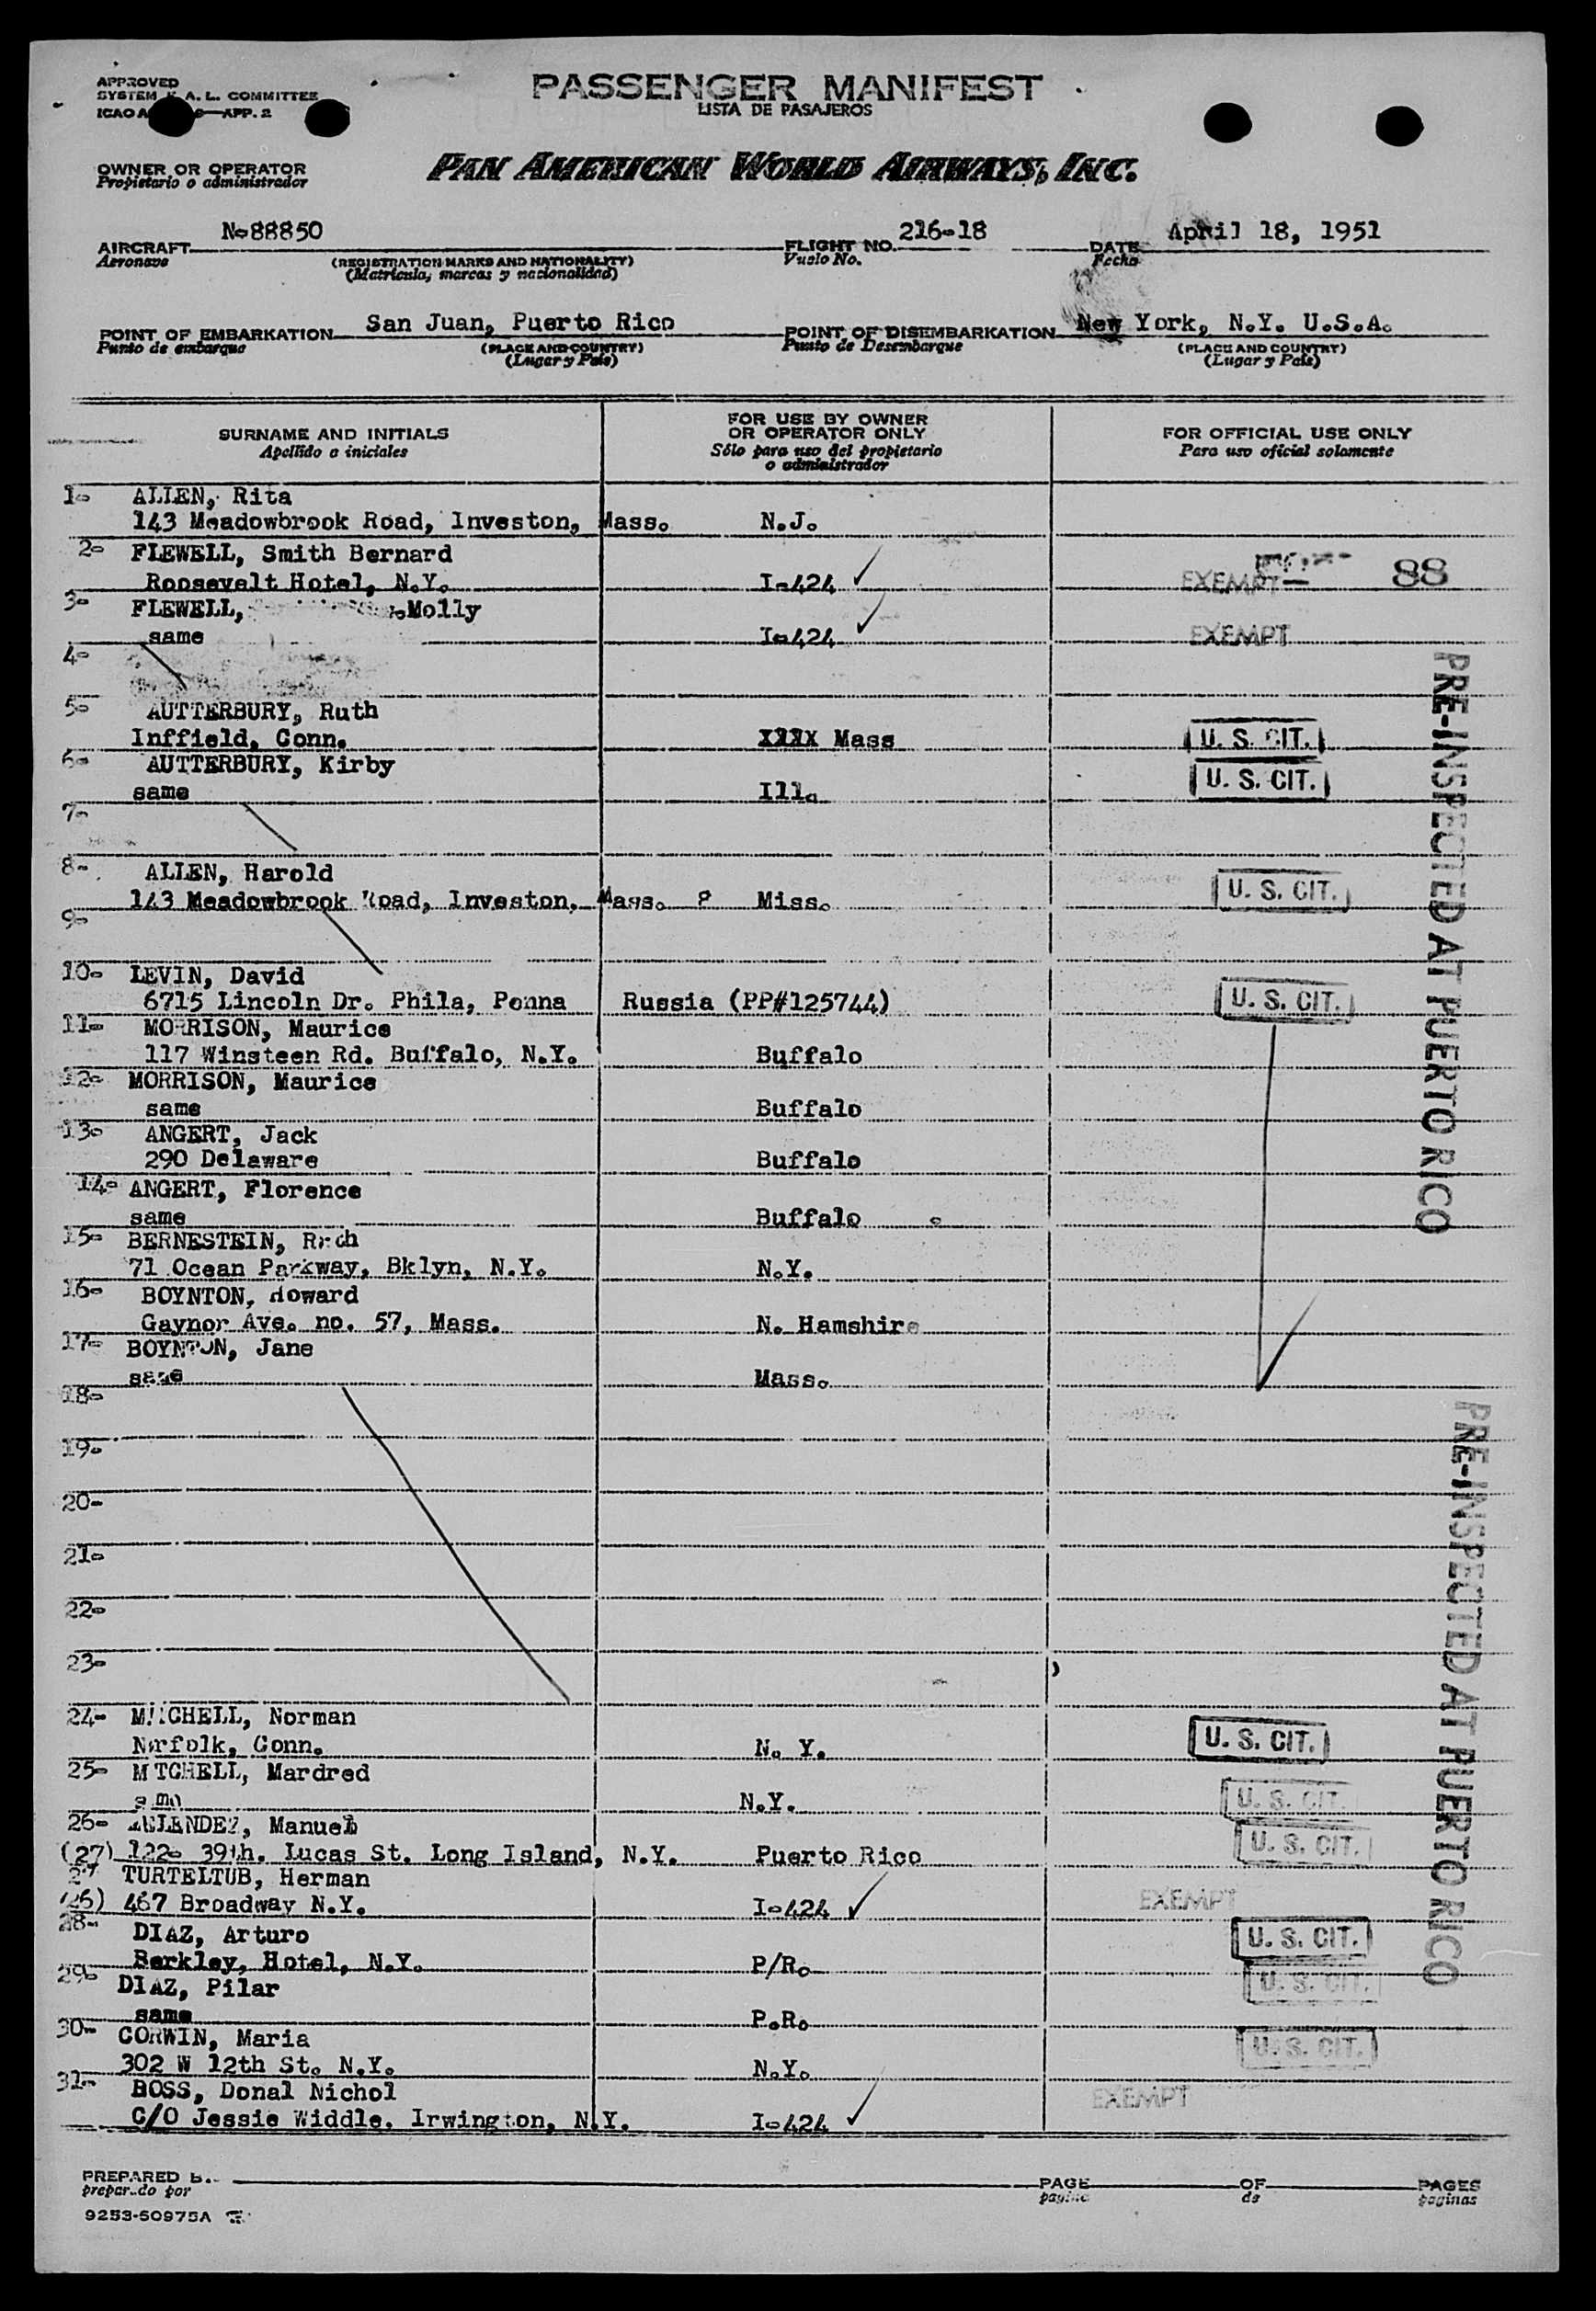 APPROVED
SYSTEM F. A. L. COMMITTEE
ICAO A APP. 2
PASSENGER MANIFEST
LISTA DE PASAJEROS
OWNER OR OPERATOR
Propietario o administrador
PAN AMERICAN WORLD AIRWAYS, INC.
AIRCRAFT N-88850
Aeronave
(REGISTRATION MARKS AND NATIONALITY)
(Matricula, marcas y nacionalidad)
FLIGHT NO. 216-18
Vuelo No.
DATE April 18, 1951
Fecha
POINT OF EMBARKATION San Juan, Puerto Rico
Punto de embarque
(PLACE AND COUNTRY)
(Lugar y País)
POINT OF DISEMBARKATION New York, N.Y. U.S.A.
Punto de Desembarque
(PLACE AND COUNTRY)
(Lugar y País)
SURNAME AND INITIALS
Apellido e iniciales
FOR USE BY OWNER
OR OPERATOR ONLY
Sólo para uso del propietario
o administrador
FOR OFFICIAL USE ONLY
Para uso oficial solamente
1- ALLEN, Rita
143 Meadowbrook Road, Investon, Mass. N.J.
2- FLEWELL, Smith Bernard
Roosevelt Hotel, N.Y. I-424 ✓ EXEMPT 88
3- FLEWELL, Molly
same I-424 ✓ EXEMPT
4-
5- AUTTERBURY, Ruth
Inffield, Conn. XXXX Mass U. S. CIT.
6- AUTTERBURY, Kirby
same Ill. U. S. CIT.
7-
8- ALLEN, Harold
143 Meadowbrook Road, Investon, Mass. 8 Miss. U. S. CIT.
9-
10- LEVIN, David
6715 Lincoln Dr. Phila, Penna Russia (PP#125744) U. S. CIT.
11- MORRISON, Maurice
117 Winsteen Rd. Buffalo, N.Y. Buffalo
12- MORRISON, Maurice
same Buffalo
13- ANGERT, Jack
290 Delaware Buffalo
14- ANGERT, Florence
same Buffalo
15- BERNESTEIN,
71 Ocean Parkway, Bklyn, N.Y. N.Y.
16- BOYNTON, Howard
Gaynor Ave. no. 57, Mass. N. Hamshire
17- BOYNTON, Jane
same Mass.
18-
19-
20-
21-
22-
23-
24- MITCHELL, Norman
Norfolk, Conn. N. Y. U. S. CIT.
25- MITCHELL, Mardred
same N.Y. U. S. CIT.
26- Manuel
(27) 122- 39th. Lucas St. Long Island, N.Y. Puerto Rico U. S. CIT.
27 TURTELTUB, Herman
(26) 467 Broadway N.Y. I-424 ✓ EXEMPT
28- DIAZ, Arturo
Berkley, Hotel, N.Y. P/R. U. S. CIT.
29- DIAZ, Pilar
same P.R. U. S. CIT.
30- CORWIN, Maria
302 W 12th St. N.Y. N.Y. U. S. CIT.
31- BOSS, Donal Nichol
C/O Jessie Widdle, Irwington, N.Y. I-424 ✓ EXEMPT
PRE-INSPECTED AT PUERTO RICO
PRE-INSPECTED AT PUERTO RICO
PREPARED B.
preparado por
PAGE OF PAGES
pagina de paginas
9253-50975A